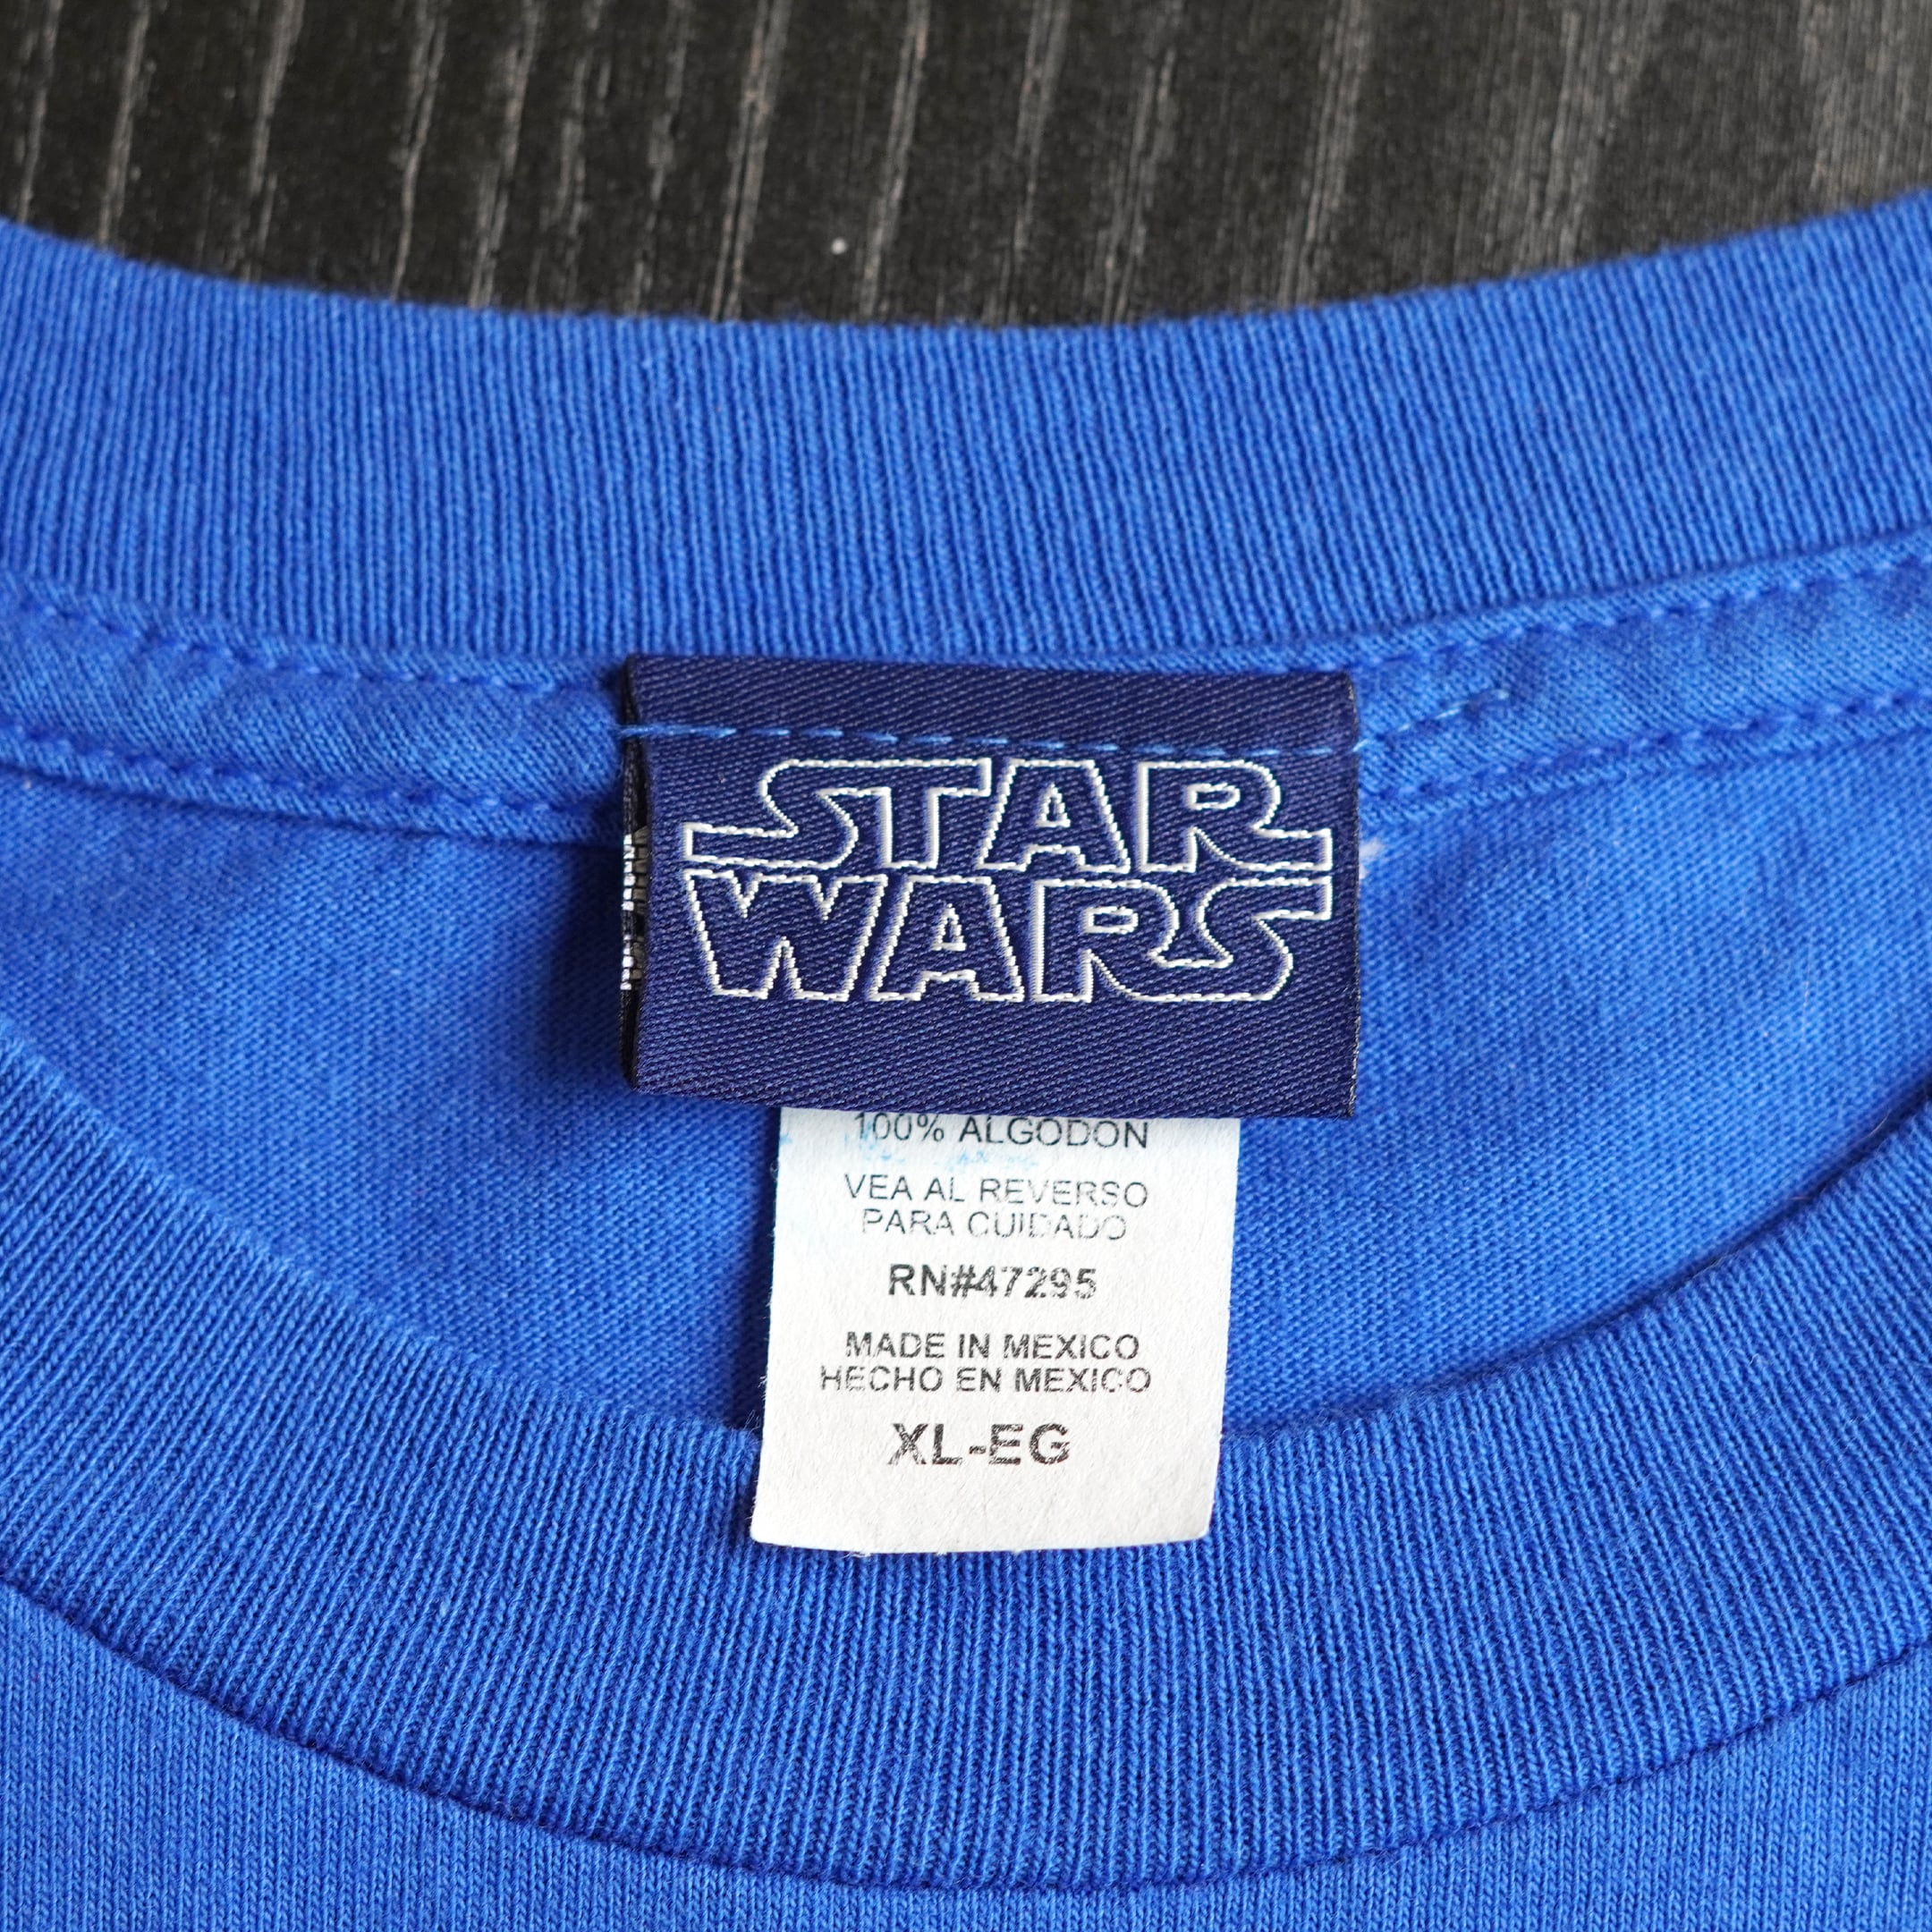 STAR
WARS
100% ALGODON
VEA AL REVERSO
PARA CUIDADO
RN#47295
MADE IN MEXICO
HECHO EN MEXICO
XL-EG